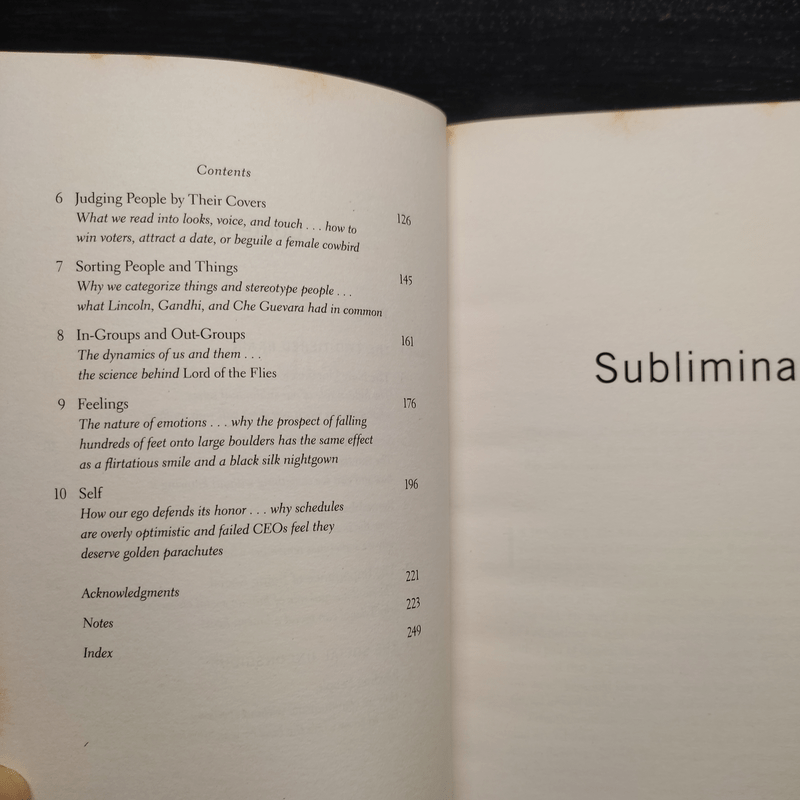 Contents
6 Judging People by Their Covers 126
What we read into looks, voice, and touch . . . how to
win voters, attract a date, or beguile a female cowbird
7 Sorting People and Things 145
Why we categorize things and stereotype people . . .
what Lincoln, Gandhi, and Che Guevara had in common
8 In-Groups and Out-Groups 161
The dynamics of us and them . . .
the science behind Lord of the Flies
9 Feelings 176
The nature of emotions . . . why the prospect of falling
hundreds of feet onto large boulders has the same effect
as a flirtatious smile and a black silk nightgown
10 Self 196
How our ego defends its honor . . . why schedules
are overly optimistic and failed CEOs feel they
deserve golden parachutes
Acknowledgments 221
Notes 223
Index 249
Sublimina